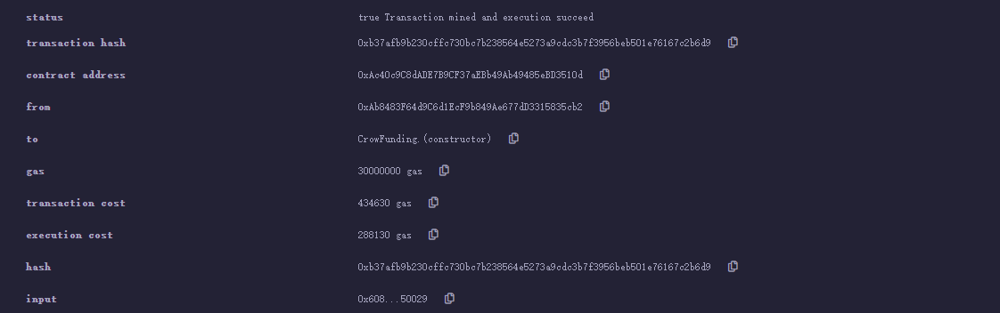 status true Transaction mined and execution succeed
transaction hash 0xb37afb9b230cffc730bc7b238564e5273a9cdc3b7f3956beb501e76167c2b6d9
contract address 0xAc40c9C8dADE7B9CF37aEBb49Ab49485eBD3510d
from 0xAb8483F64d9C6d1EcF9b849Ae677dD3315835cb2
to CrowFunding.(constructor)
gas 30000000 gas
transaction cost 434630 gas
execution cost 288130 gas
hash 0xb37afb9b230cffc730bc7b238564e5273a9cdc3b7f3956beb501e76167c2b6d9
input 0x608...50029